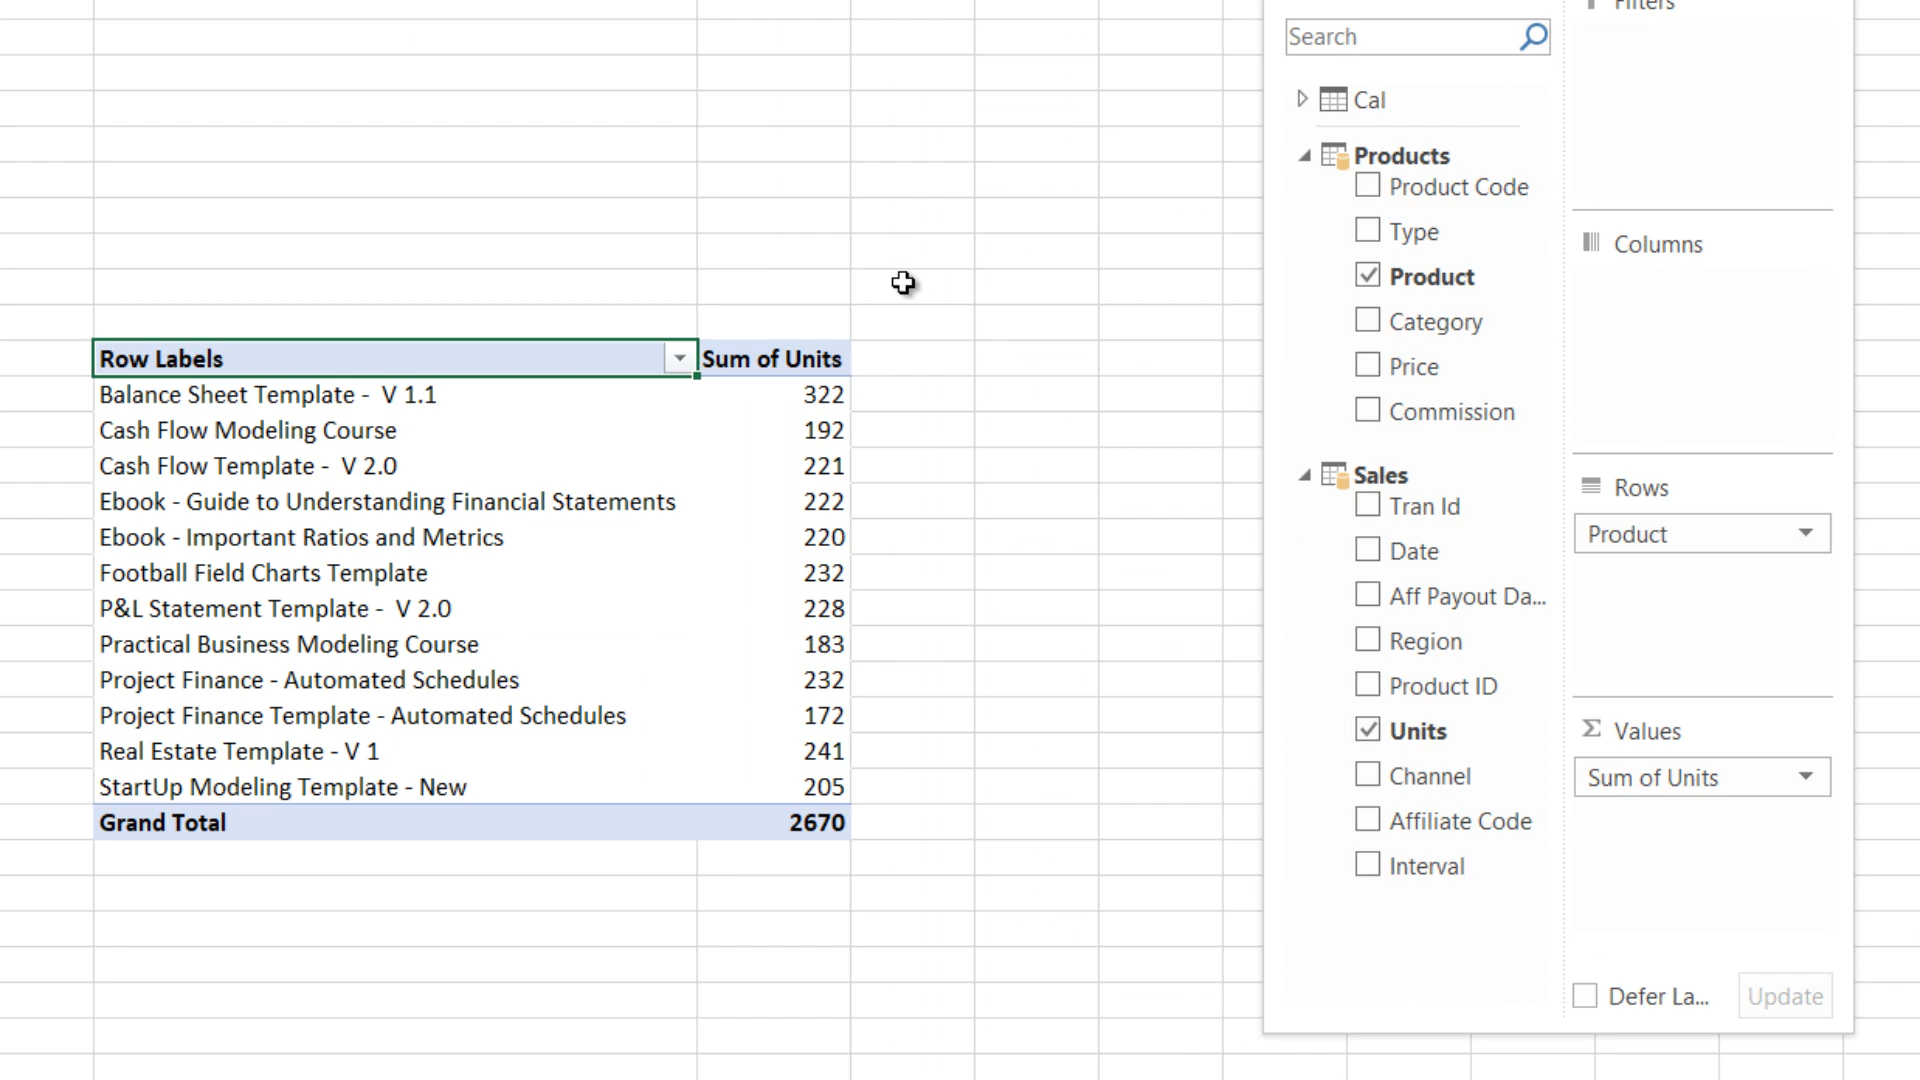 Row Labels Sum of Units
Balance Sheet Template -  V 1.1 322
Cash Flow Modeling Course 192
Cash Flow Template -  V 2.0 221
Ebook - Guide to Understanding Financial Statements 222
Ebook - Important Ratios and Metrics 220
Football Field Charts Template 232
P&L Statement Template -  V 2.0 228
Practical Business Modeling Course 183
Project Finance - Automated Schedules 232
Project Finance Template - Automated Schedules 172
Real Estate Template - V 1 241
StartUp Modeling Template - New 205
Grand Total 2670
Search
Cal
Products
Product Code
Type
Product
Category
Price
Commission
Sales
Tran Id
Date
Aff Payout Da...
Region
Product ID
Units
Channel
Affiliate Code
Interval
Filters
Columns
Rows
Product
Σ Values
Sum of Units
Defer La... Update